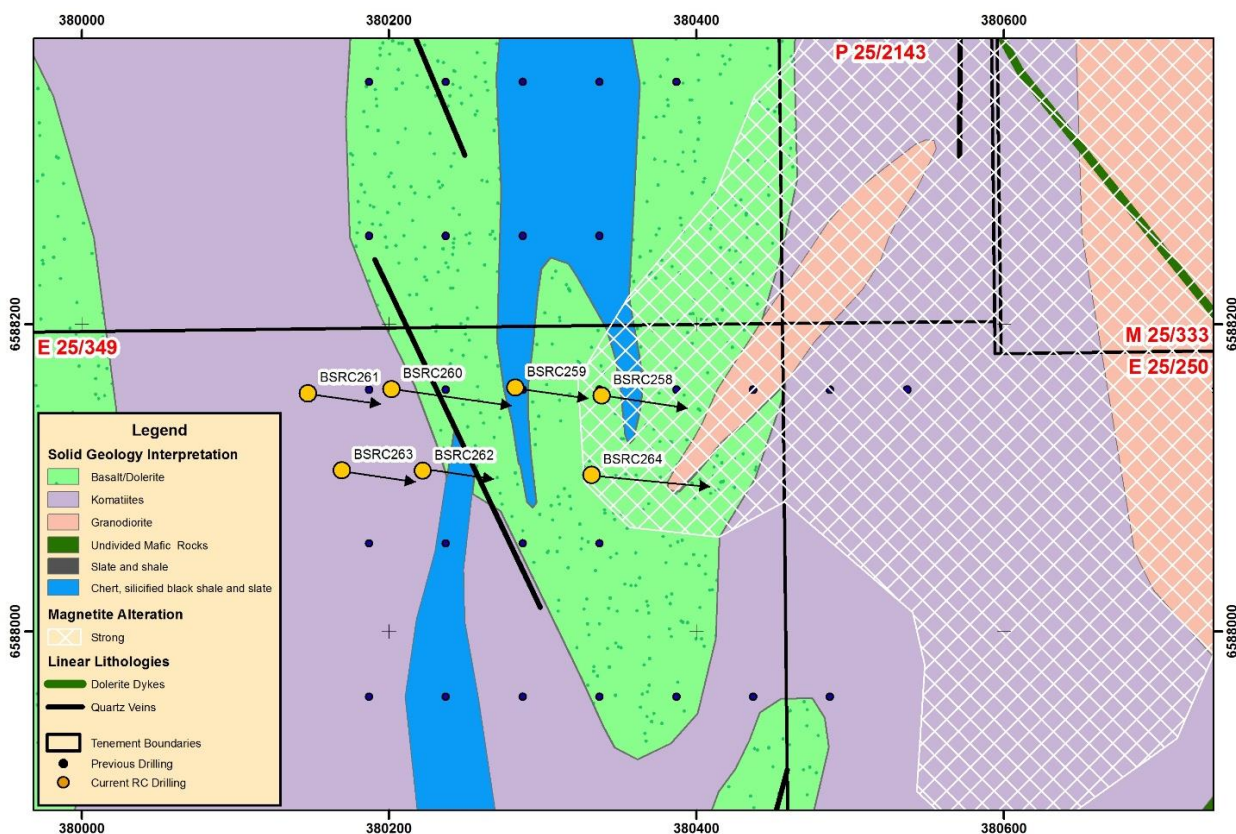 380000 380200 380400 380600
P 25/2143
6588200 6588200
E 25/349
M 25/333
E 25/250
BSRC261 BSRC260 BSRC259 BSRC258
BSRC263 BSRC262 BSRC264
6588000 6588000
Legend
Solid Geology Interpretation
Basalt/Dolerite
Komatiites
Granodiorite
Undivided Mafic Rocks
Slate and shale
Chert, silicified black shale and slate
Magnetite Alteration
Strong
Linear Lithologies
Dolerite Dykes
Quartz Veins
Tenement Boundaries
Previous Drilling
Current RC Drilling
380000 380200 380400 380600